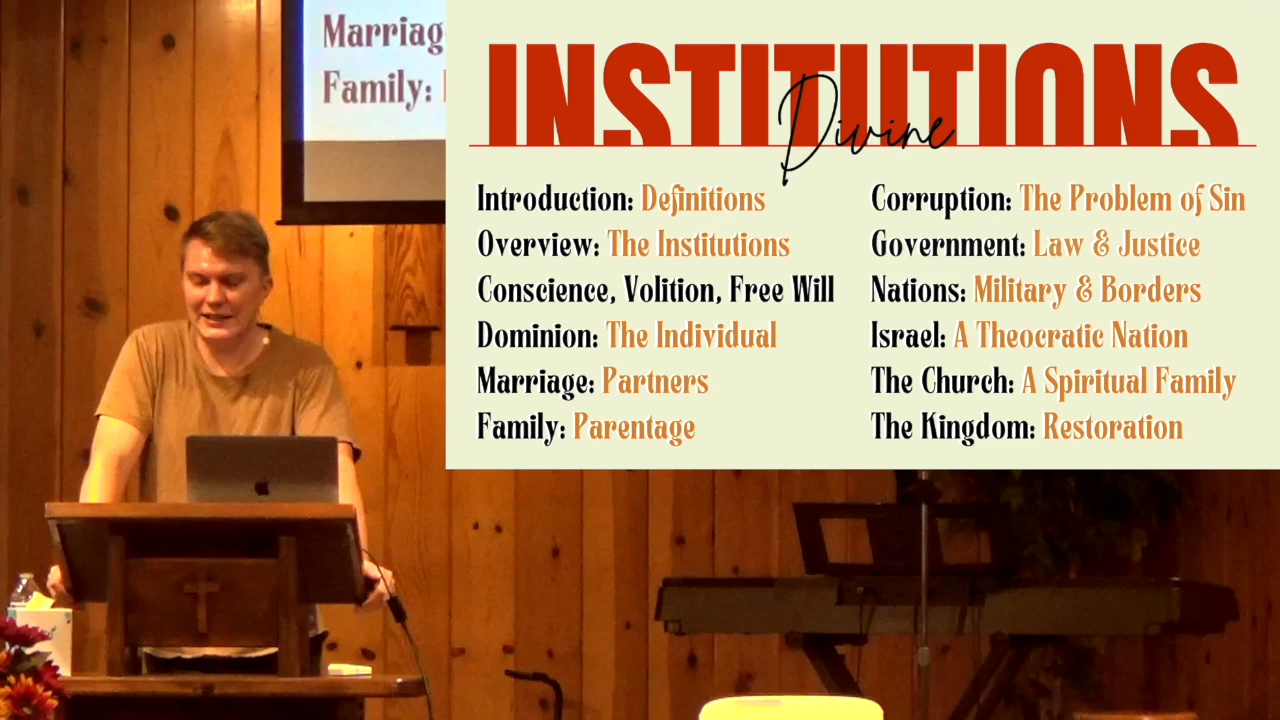 Marriag
Family:
INSTITUTIONS
Divine
Introduction: Definitions
Overview: The Institutions
Conscience, Volition, Free Will
Dominion: The Individual
Marriage: Partners
Family: Parentage
Corruption: The Problem of Sin
Government: Law & Justice
Nations: Military & Borders
Israel: A Theocratic Nation
The Church: A Spiritual Family
The Kingdom: Restoration